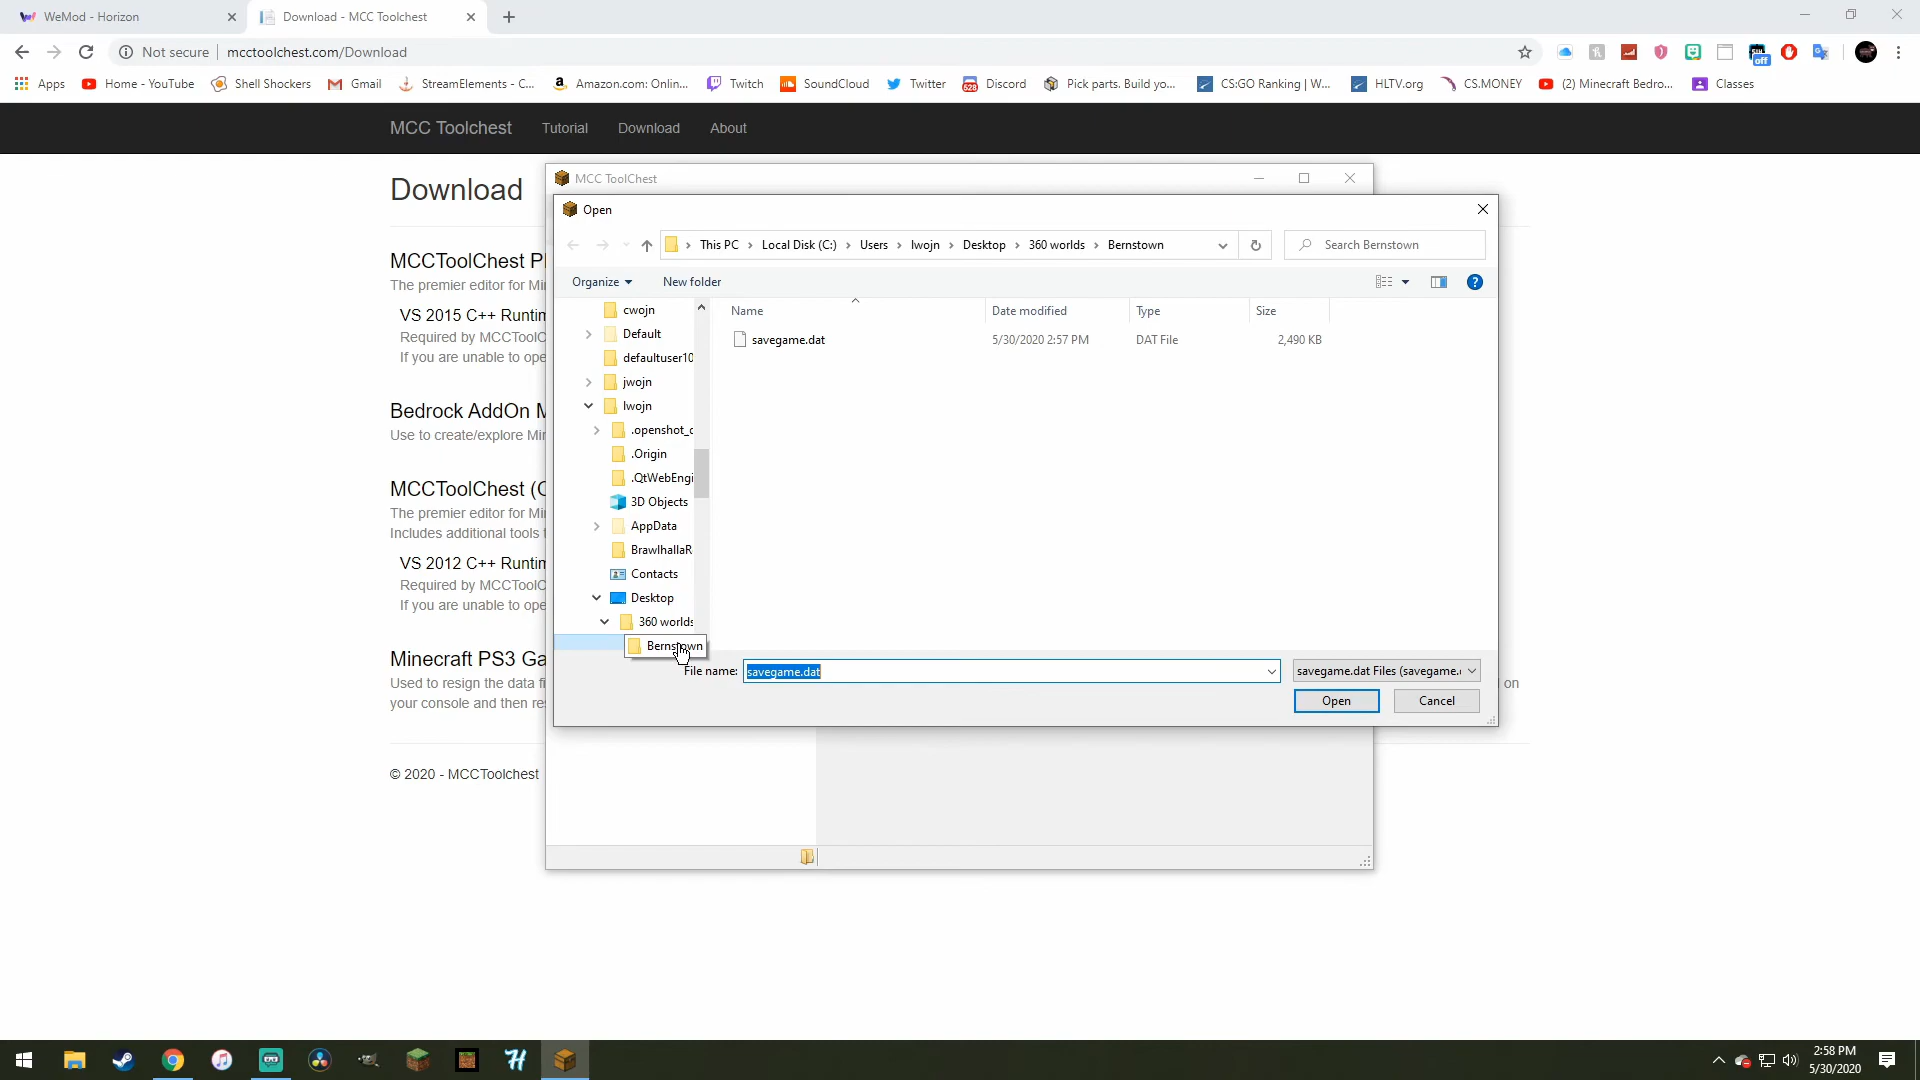 WeMod - Horizon
Download - MCC Toolchest
Not secure
mcctoolchest.com/Download
off
Apps
Home - YouTube
Shell Shockers
Gmail
StreamElements - C...
Amazon.com: Onlin...
Twitch
SoundCloud
Twitter
Discord
Pick parts. Build yo...
CS:GO Ranking | W...
HLTV.org
CS.MONEY
(2) Minecraft Bedro...
Classes
MCC Toolchest
Tutorial
Download
About
Download
MCC ToolChest
Open
This PC
Local Disk (C:)
Users
lwojn
Desktop
360 worlds
Bernstown
Search Bernstown
Organize
New folder
MCCToolChest P
The premier editor for Mi
VS 2015 C++ Runtim
Required by MCCToolC
If you are unable to ope
Bedrock AddOn M
Use to create/explore Min
MCCToolChest (
The premier editor for Mi
Includes additional tools
VS 2012 C++ Runtim
Required by MCCToolC
If you are unable to ope
Minecraft PS3 Ga
Used to resign the data fi
your console and then re
on
© 2020 - MCCToolchest
cwojn
Default
defaultuser10
jwojn
lwojn
.openshot_
.Origin
.QtWebEngi
3D Objects
AppData
BrawlhallaR
Contacts
Desktop
360 worlds
Bernstown
Name
Date modified
Type
Size
savegame.dat
5/30/2020 2:57 PM
DAT File
2,490 KB
File name:
savegame.dat
savegame.dat Files (savegame.
Open
Cancel
2:58 PM
5/30/2020